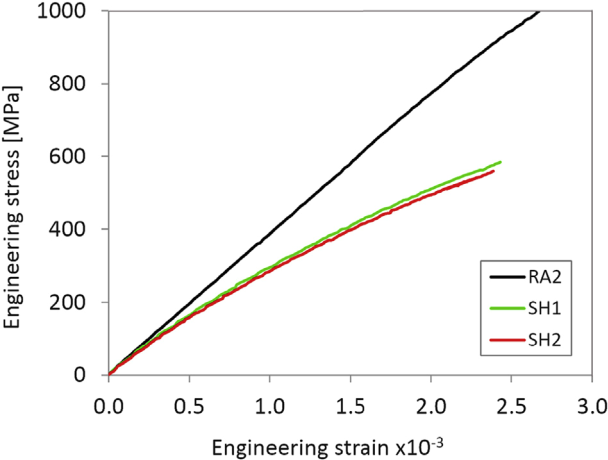 Engineering stress [MPa]
1000
800
600
400
200
0
0.0 0.5 1.0 1.5 2.0 2.5 3.0
Engineering strain x10⁻³
RA2
SH1
SH2